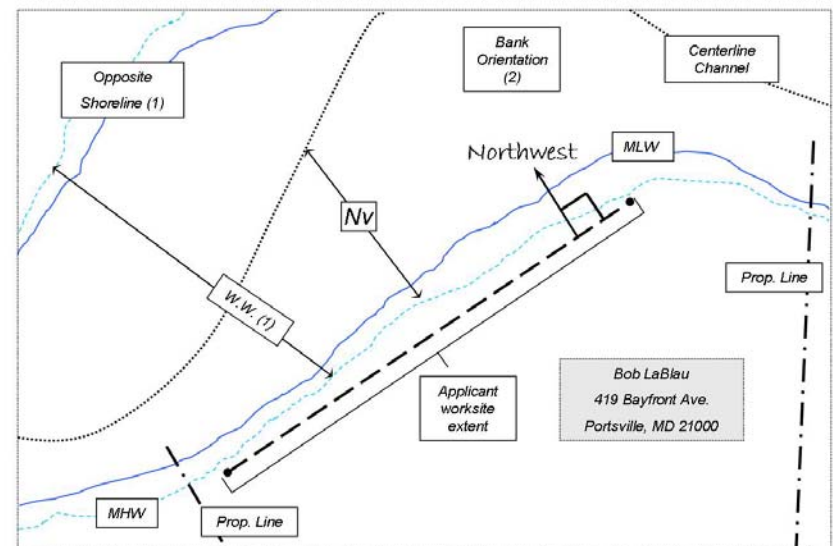 Opposite
Shoreline (1)
Bank
Orientation
(2)
Centerline
Channel
Northwest
MLW
Nv
Prop. Line
W.W. (1)
Applicant
worksite
extent
Bob LaBlau
419 Bayfront Ave.
Portsville, MD 21000
MHW
Prop. Line